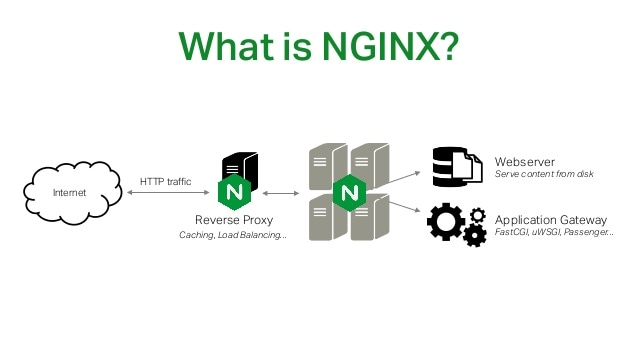 What is NGINX?
Internet
HTTP traffic
N
Reverse Proxy
Caching, Load Balancing...
N
Webserver
Serve content from disk
Application Gateway
FastCGI, uWSGI, Passenger...